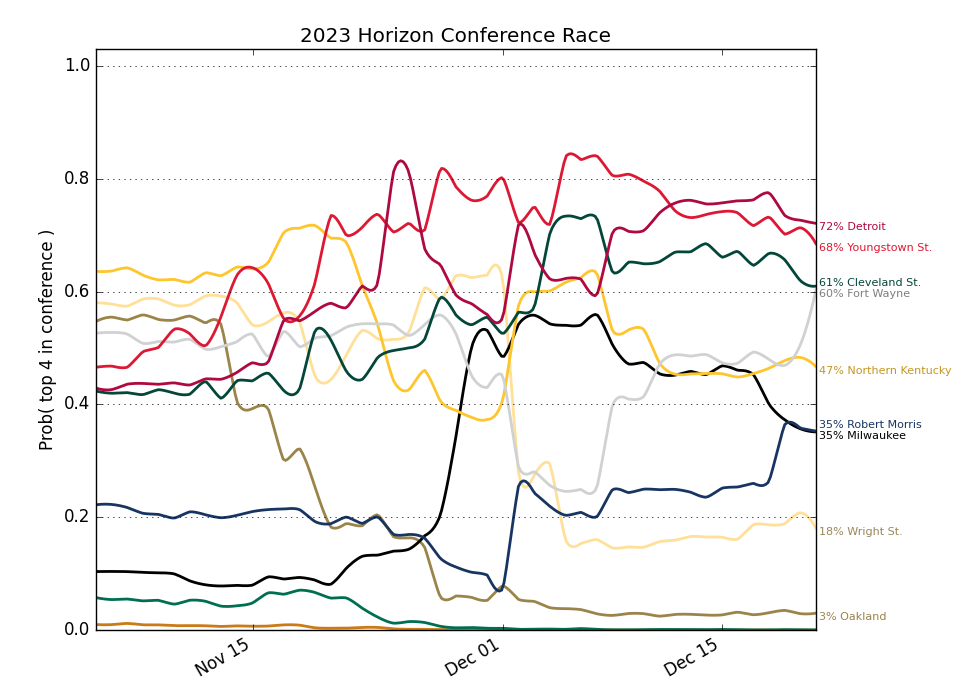 2023 Horizon Conference Race
Prob( top 4 in conference )
1.0
0.8
0.6
0.4
0.2
0.0
Nov 15
Dec 01
Dec 15
72% Detroit
68% Youngstown St.
61% Cleveland St.
60% Fort Wayne
47% Northern Kentucky
35% Robert Morris
35% Milwaukee
18% Wright St.
3% Oakland